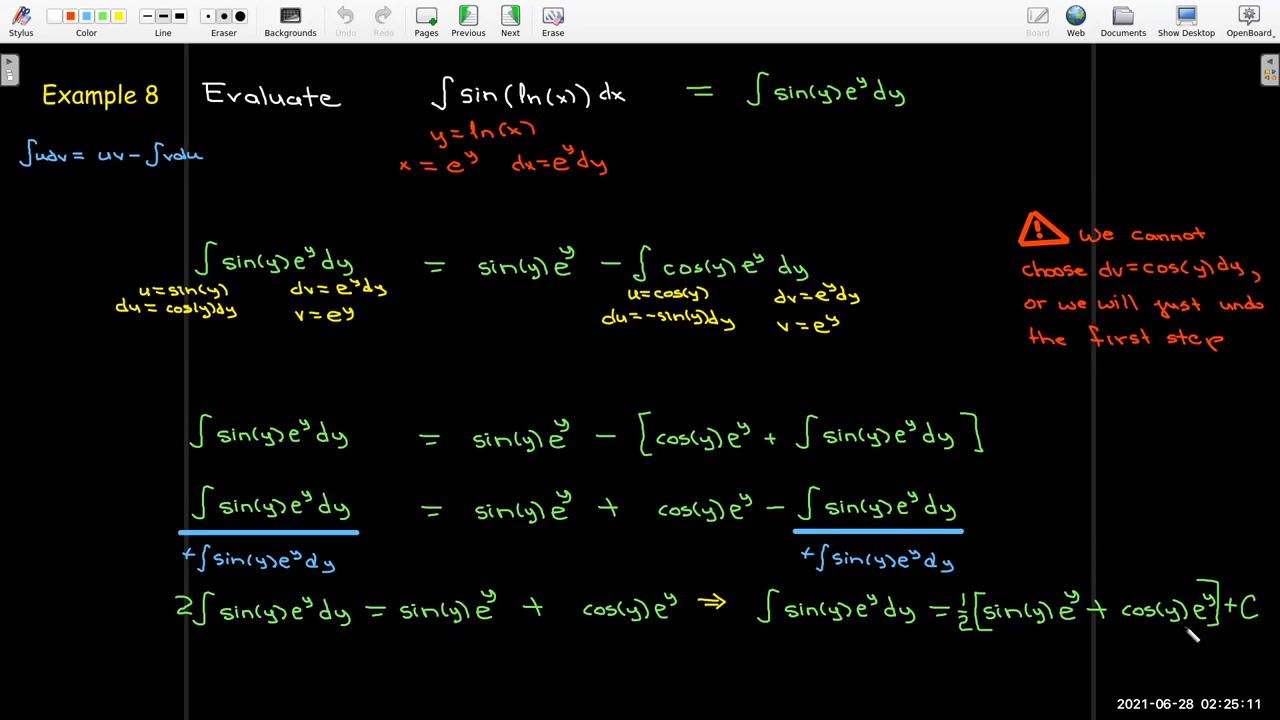 Stylus Color Line Eraser Backgrounds Undo Redo Pages Previous Next Erase Board Web Documents Show Desktop OpenBoard
Example 8 Evaluate ∫ sin(ln(x)) dx = ∫ sin(y) e^y dy
y = ln(x)
∫udv = uv - ∫vdu
x = e^y dx = e^y dy
We cannot
choose dv = cos(y) dy,
or we will just undo
the first step
∫ sin(y) e^y dy = sin(y) e^y - ∫ cos(y) e^y dy
u = sin(y) dv = e^y dy u = cos(y) dv = e^y dy
du = cos(y) dy v = e^y du = -sin(y) dy v = e^y
∫ sin(y) e^y dy = sin(y) e^y - [cos(y) e^y + ∫ sin(y) e^y dy]
∫ sin(y) e^y dy = sin(y) e^y + cos(y) e^y - ∫ sin(y) e^y dy
+∫ sin(y) e^y dy +∫ sin(y) e^y dy
2∫ sin(y) e^y dy = sin(y) e^y + cos(y) e^y ⇒ ∫ sin(y) e^y dy = 1/2 [sin(y) e^y + cos(y) e^y] + C
2021-06-28 02:25:11